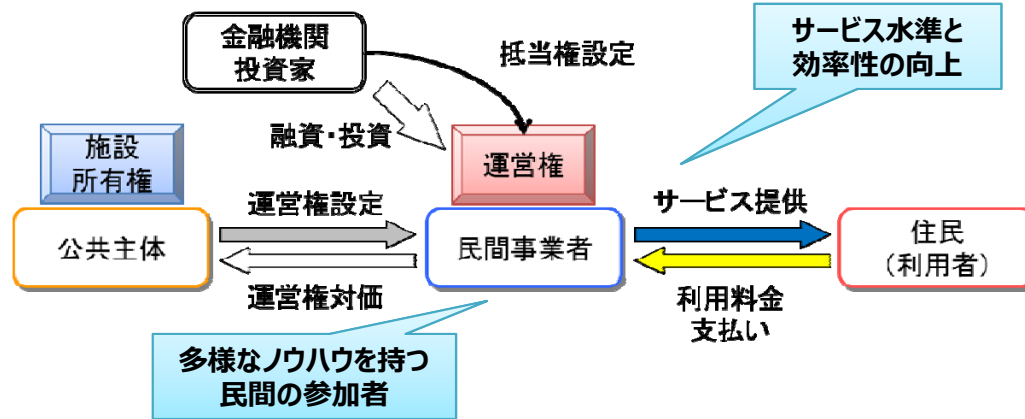 金融機関
投資家
抵当権設定
サービス水準と
効率性の向上
融資・投資
施設
所有権
運営権
運営権設定
サービス提供
公共主体
民間事業者
住民
（利用者）
運営権対価
利用料金
支払い
多様なノウハウを持つ
民間の参加者